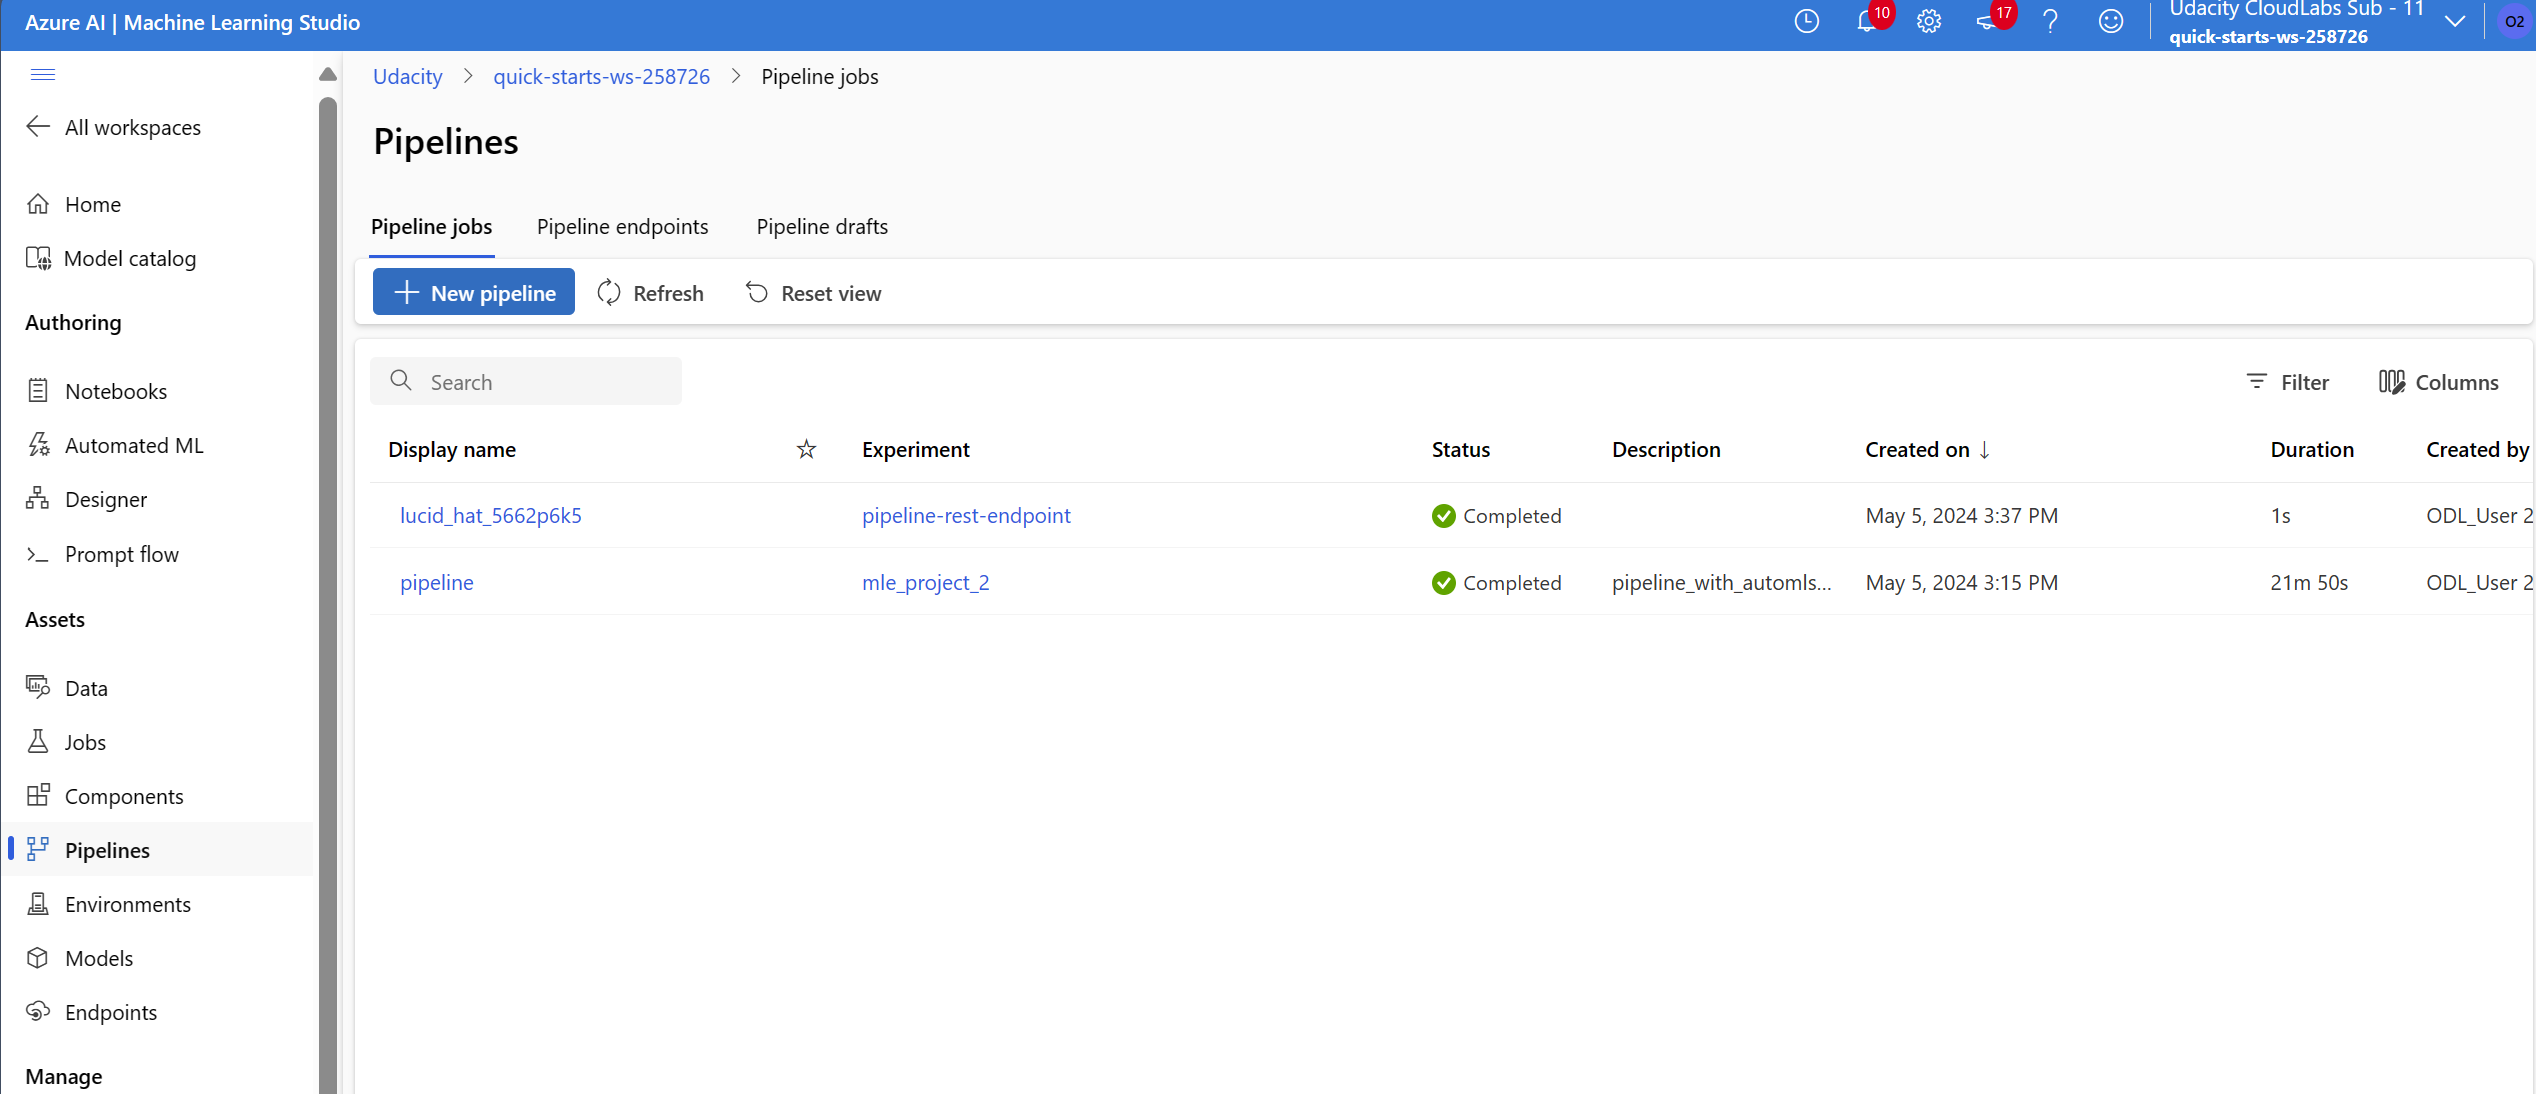 Azure AI | Machine Learning Studio
10
17
Udacity CloudLabs Sub - 11
quick-starts-ws-258726
O2
All workspaces
Home
Model catalog
Authoring
Notebooks
Automated ML
Designer
Prompt flow
Assets
Data
Jobs
Components
Pipelines
Environments
Models
Endpoints
Manage
Udacity > quick-starts-ws-258726 > Pipeline jobs
Pipelines
Pipeline jobs Pipeline endpoints Pipeline drafts
New pipeline Refresh Reset view
Search
Filter Columns
Display name Experiment Status Description Created on ↓ Duration Created by
lucid_hat_5662p6k5 pipeline-rest-endpoint Completed May 5, 2024 3:37 PM 1s ODL_User 2
pipeline mle_project_2 Completed pipeline_with_automls... May 5, 2024 3:15 PM 21m 50s ODL_User 2